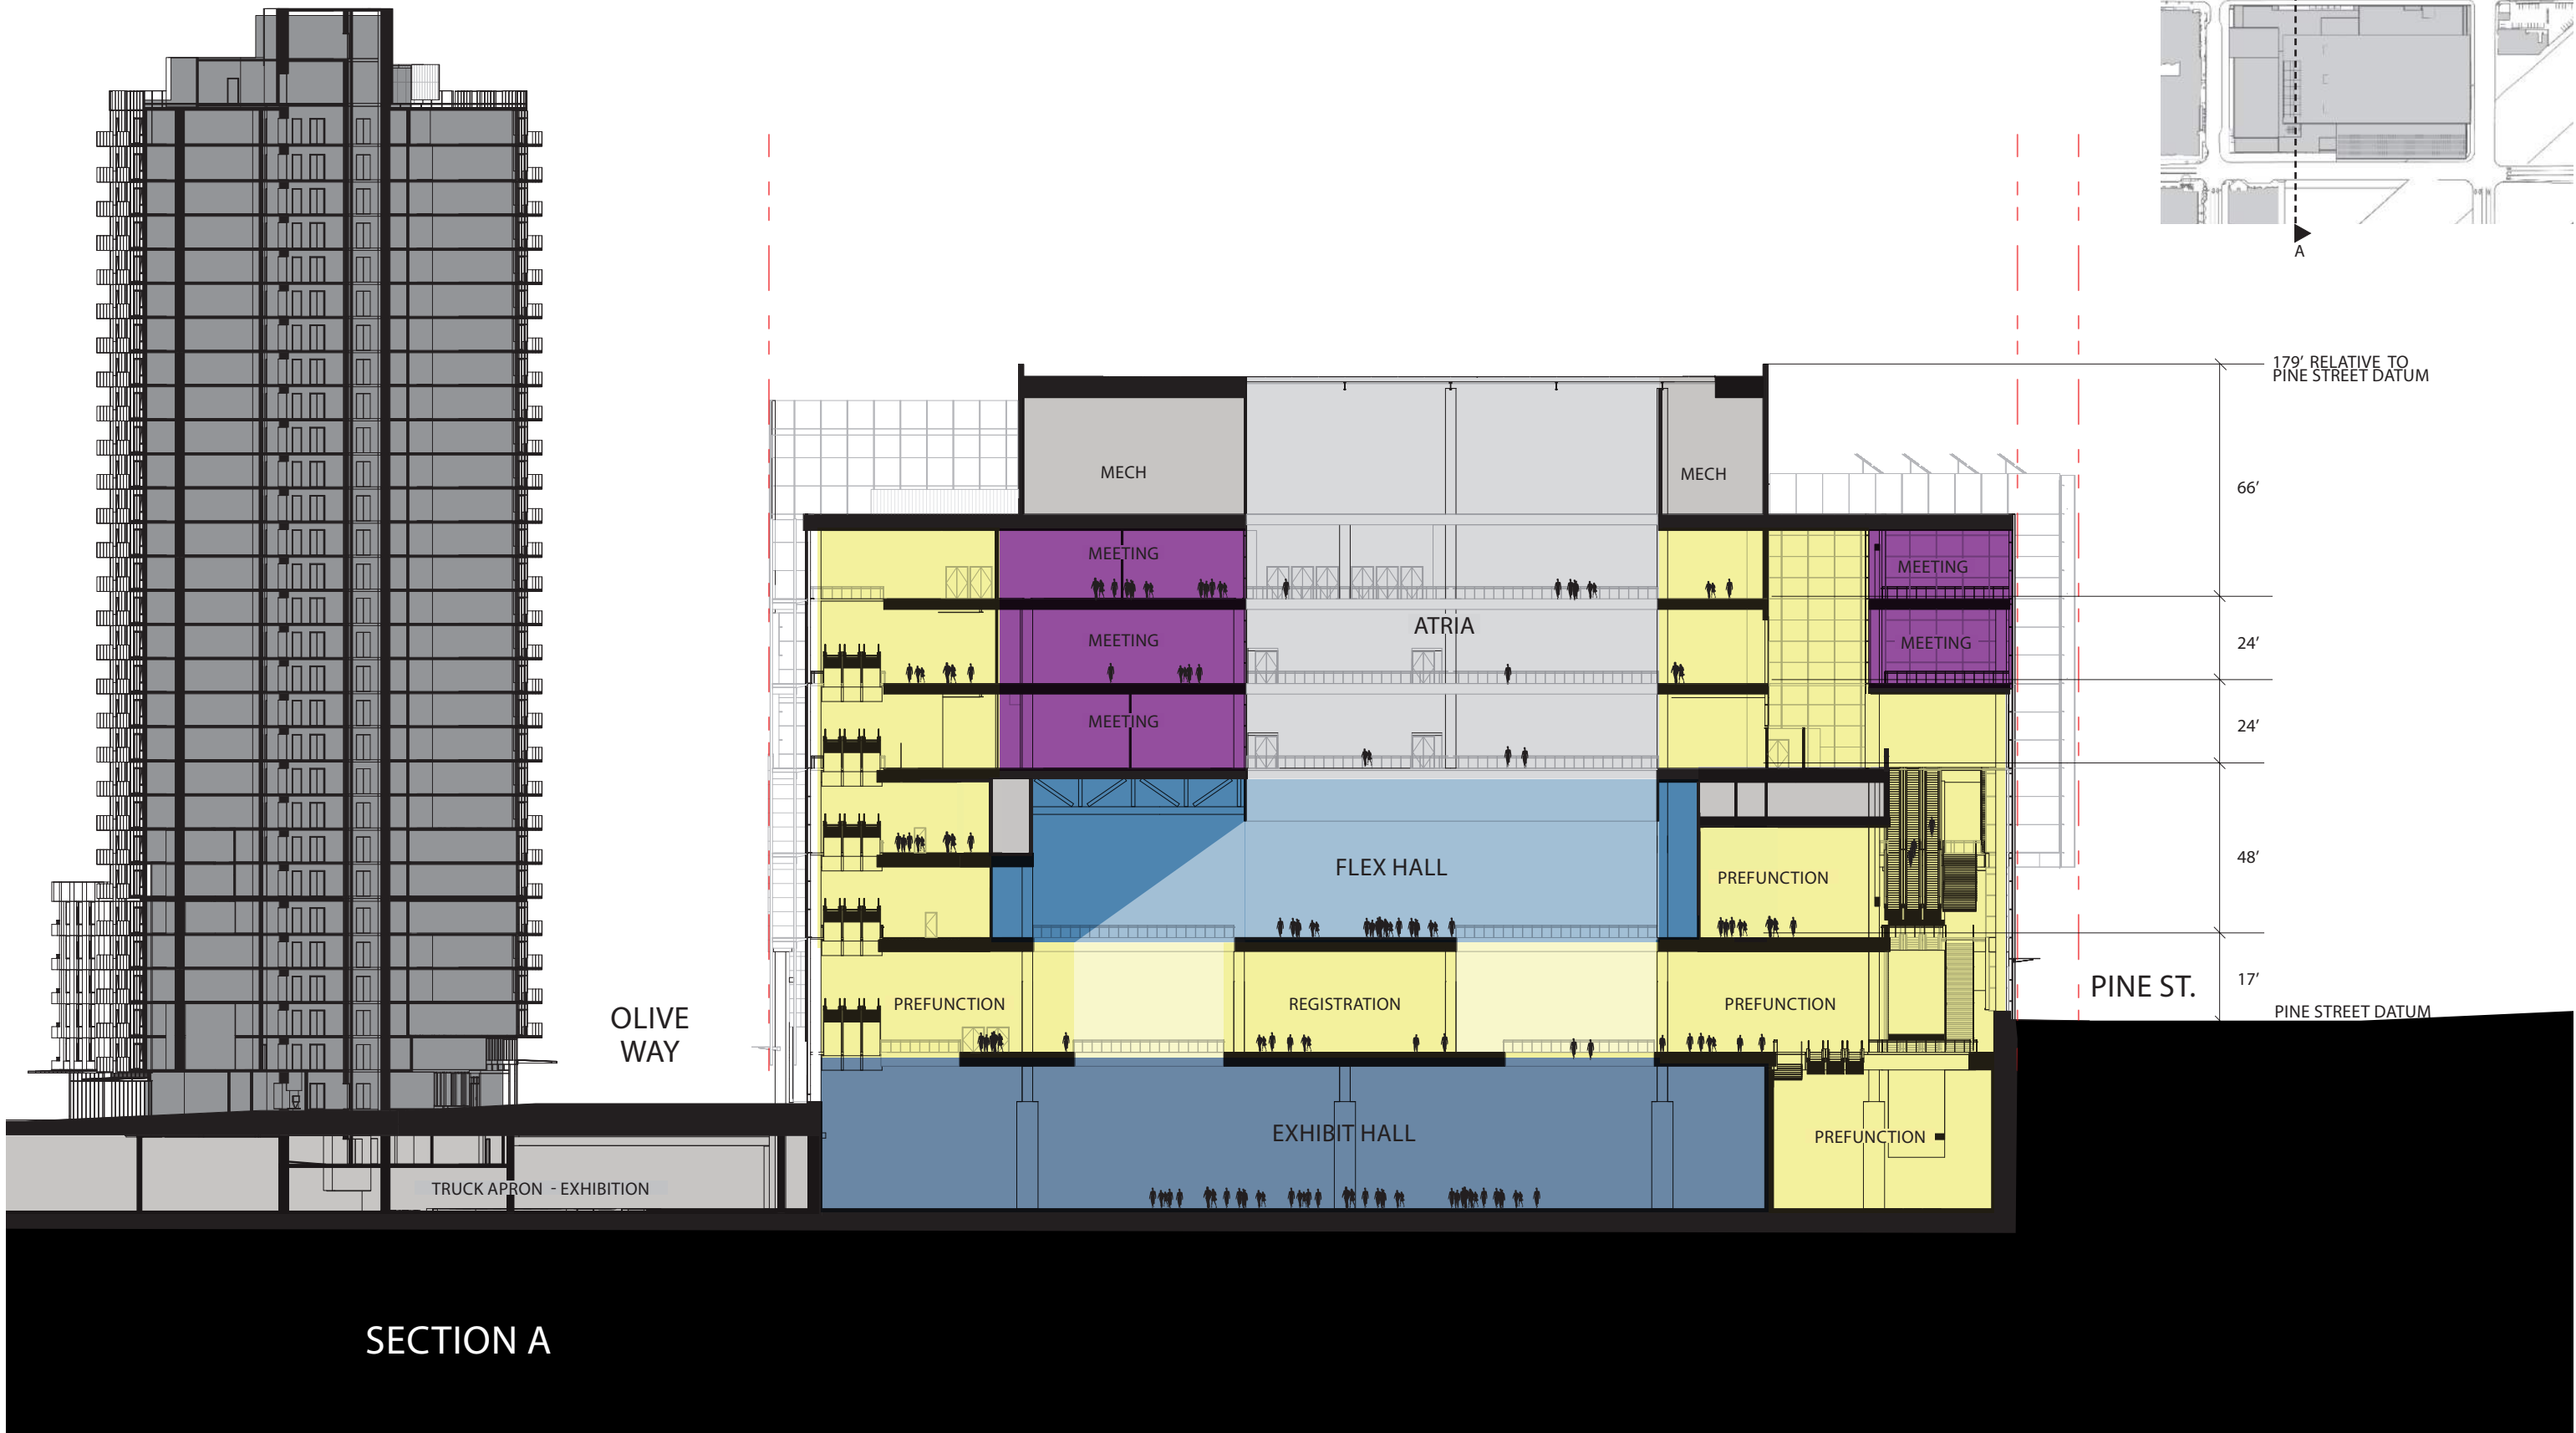 A
179’ RELATIVE TO
PINE STREET DATUM
MECH
MECH
66’
MEETING
MEETING
ATRIA
MEETING
MEETING
24’
MEETING
24’
FLEX HALL
PREFUNCTION
48’
OLIVE
WAY
PREFUNCTION
REGISTRATION
PREFUNCTION
PINE ST.
17’
PINE STREET DATUM
EXHIBIT HALL
PREFUNCTION
TRUCK APRON - EXHIBITION
SECTION A